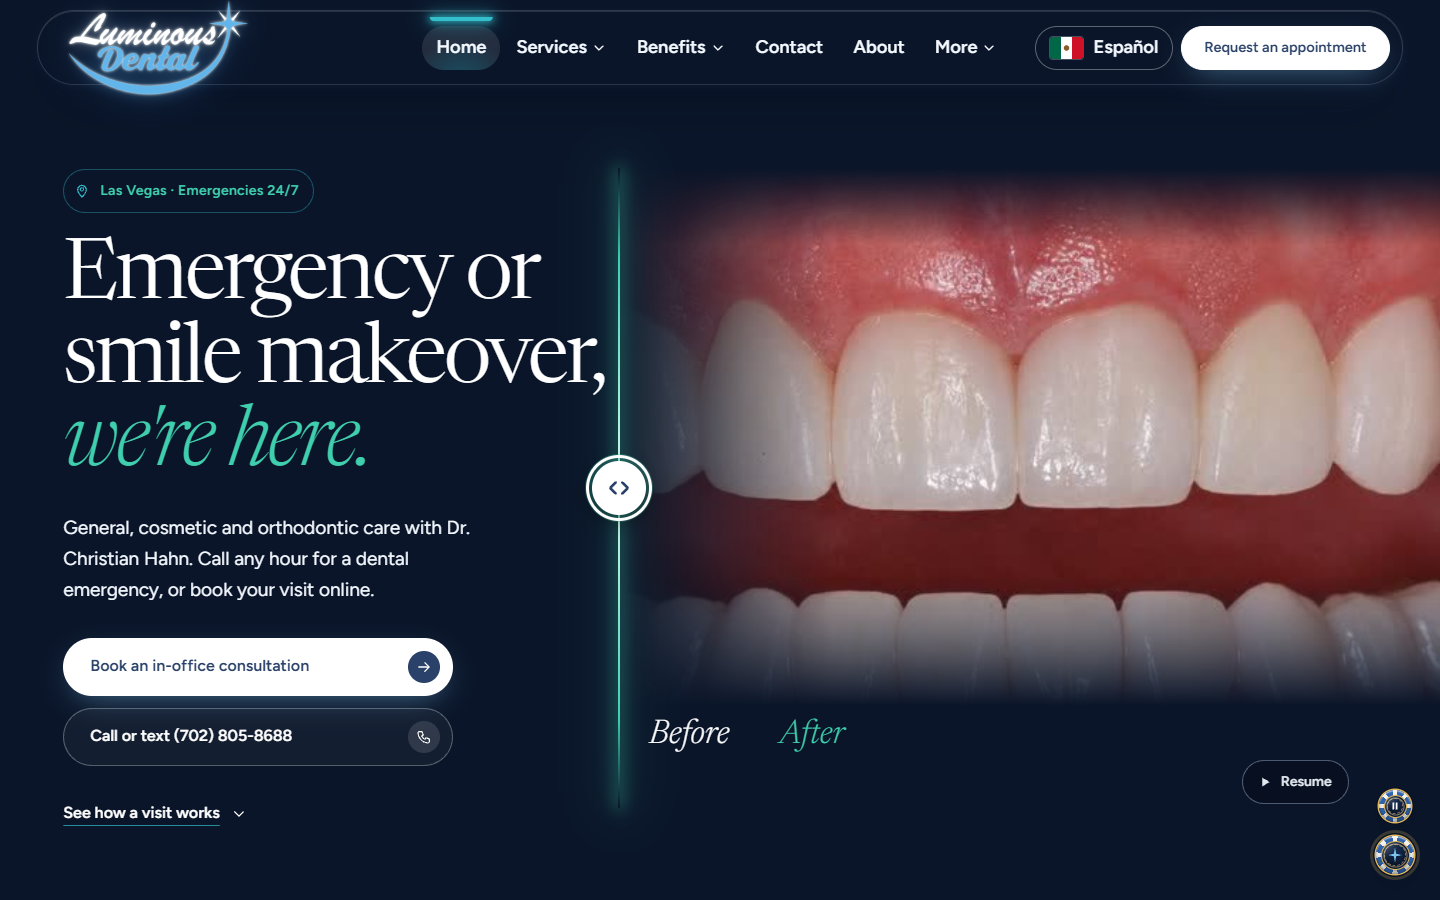 Luminous
Dental
Home
Services
Benefits
Contact
About
More
Español
Request an appointment
Las Vegas · Emergencies 24/7
Emergency or
smile makeover,
we're here.
General, cosmetic and orthodontic care with Dr.
Christian Hahn. Call any hour for a dental
emergency, or book your visit online.
Book an in-office consultation
Call or text (702) 805-8688
See how a visit works
Before
After
Resume